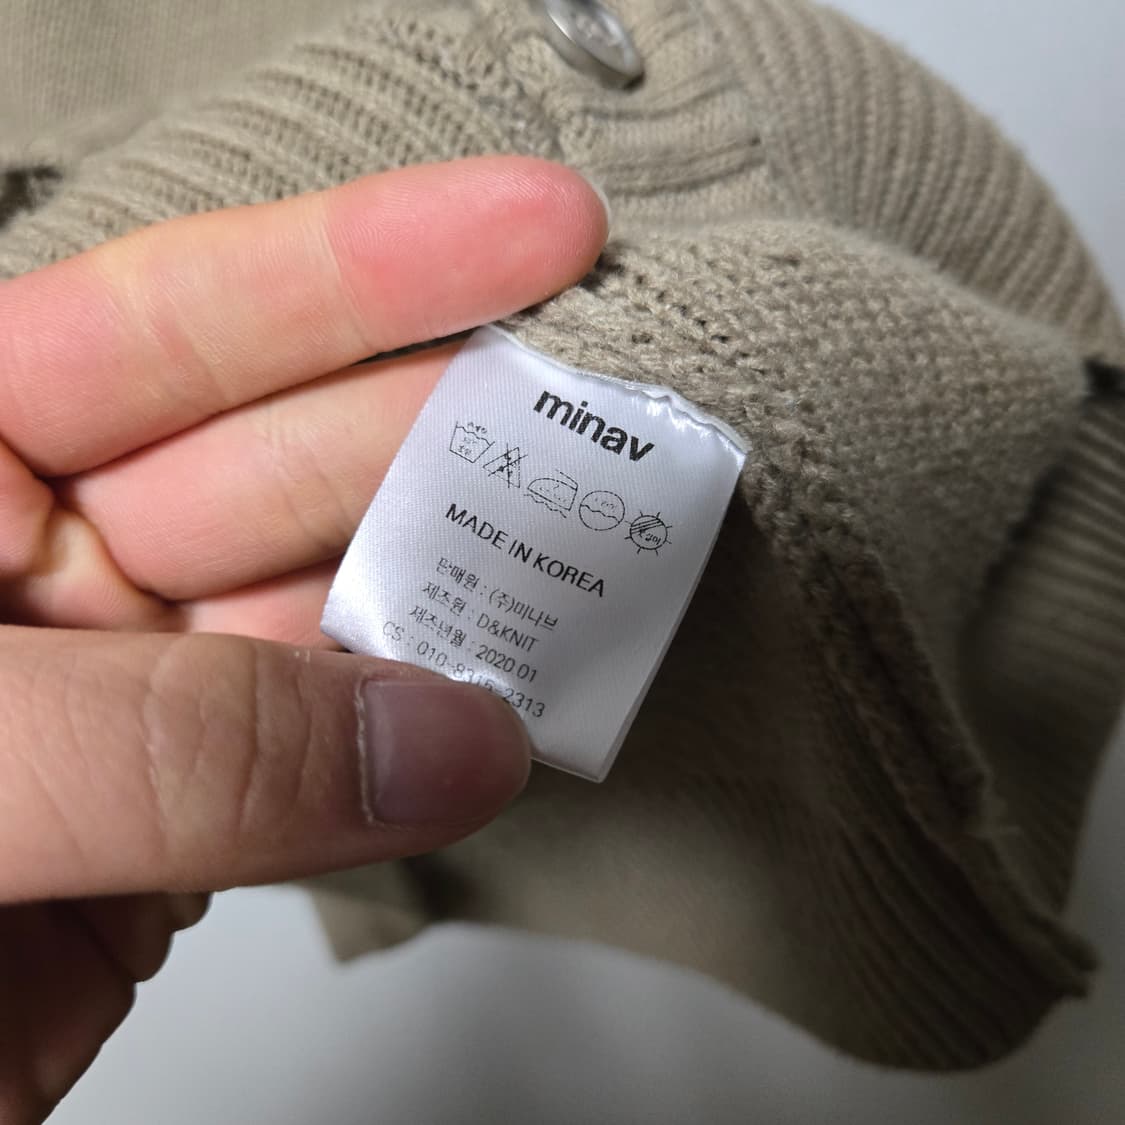 minav
MADE IN KOREA
판매원 : (주)미나브
제조원 : D&KNIT
제조년월 : 2020.01
CS : 010-8315-2313